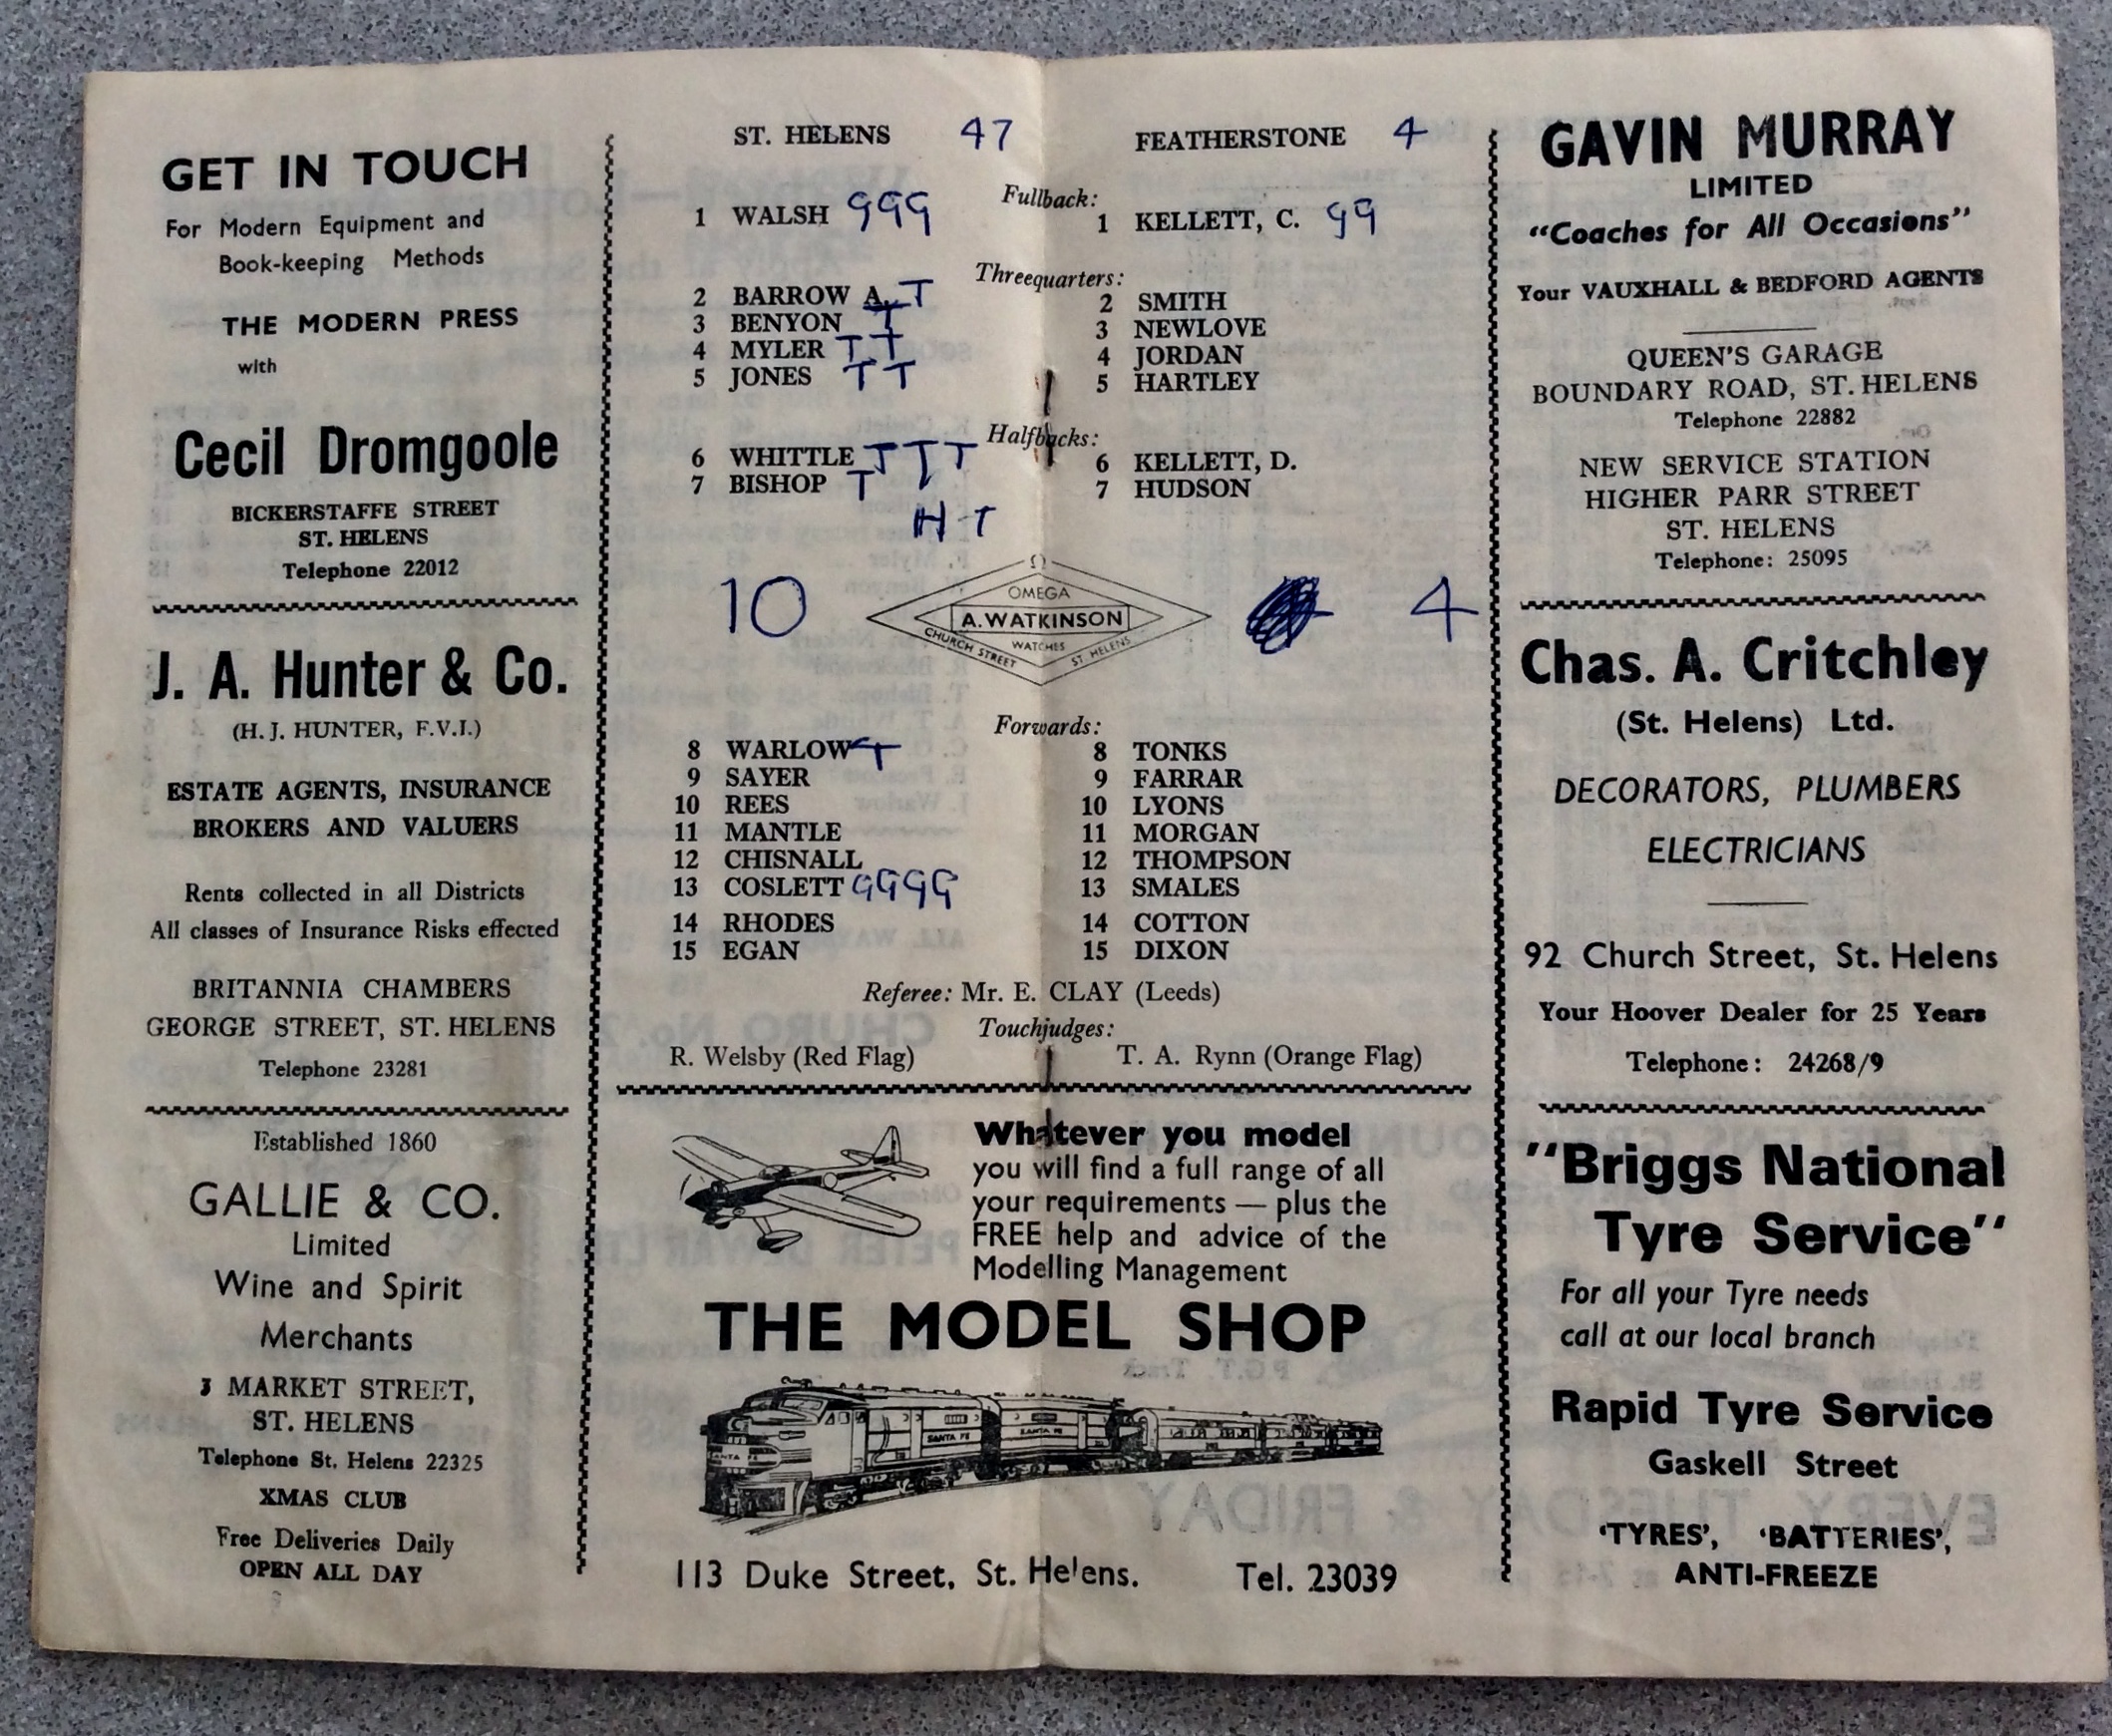 GET IN TOUCH
For Modern Equipment and
Book-keeping Methods
THE MODERN PRESS
with
Cecil Dromgoole
BICKERSTAFFE STREET
ST. HELENS
Telephone 22012
J. A. Hunter & Co.
(H. J. HUNTER, F.V.I.)
ESTATE AGENTS, INSURANCE
BROKERS AND VALUERS
Rents collected in all Districts
All classes of Insurance Risks effected
BRITANNIA CHAMBERS
GEORGE STREET, ST. HELENS
Telephone 23281
Established 1860
GALLIE & CO.
Limited
Wine and Spirit
Merchants
3 MARKET STREET,
ST. HELENS
Telephone St. Helens 22325
XMAS CLUB
Free Deliveries Daily
OPEN ALL DAY
ST. HELENS 47 FEATHERSTONE 4
Fullback:
1 WALSH GGG 1 KELLETT, C. GG
Threequarters:
2 BARROW A. T 2 SMITH
3 BENYON T 3 NEWLOVE
4 MYLER T T 4 JORDAN
5 JONES T T 5 HARTLEY
Halfbacks:
6 WHITTLE T T T 6 KELLETT, D.
7 BISHOP T 7 HUDSON
H T
10 4
Ω
OMEGA
A. WATKINSON
WATCHES
CHURCH STREET ST. HELENS
Forwards:
8 WARLOW T 8 TONKS
9 SAYER 9 FARRAR
10 REES 10 LYONS
11 MANTLE 11 MORGAN
12 CHISNALL 12 THOMPSON
13 COSLETT GGGG 13 SMALES
14 RHODES 14 COTTON
15 EGAN 15 DIXON
Referee: Mr. E. CLAY (Leeds)
Touchjudges:
R. Welsby (Red Flag) T. A. Rynn (Orange Flag)
Whatever you model
you will find a full range of all
your requirements — plus the
FREE help and advice of the
Modelling Management
THE MODEL SHOP
SANTA FE SANTA FE
SANTA FE
113 Duke Street, St. Helens. Tel. 23039
GAVIN MURRAY
LIMITED
"Coaches for All Occasions"
Your VAUXHALL & BEDFORD AGENTS
QUEEN'S GARAGE
BOUNDARY ROAD, ST. HELENS
Telephone 22882
NEW SERVICE STATION
HIGHER PARR STREET
ST. HELENS
Telephone: 25095
Chas. A. Critchley
(St. Helens) Ltd.
DECORATORS, PLUMBERS
ELECTRICIANS
92 Church Street, St. Helens
Your Hoover Dealer for 25 Years
Telephone: 24268/9
"Briggs National
Tyre Service"
For all your Tyre needs
call at our local branch
Rapid Tyre Service
Gaskell Street
'TYRES', 'BATTERIES',
ANTI-FREEZE